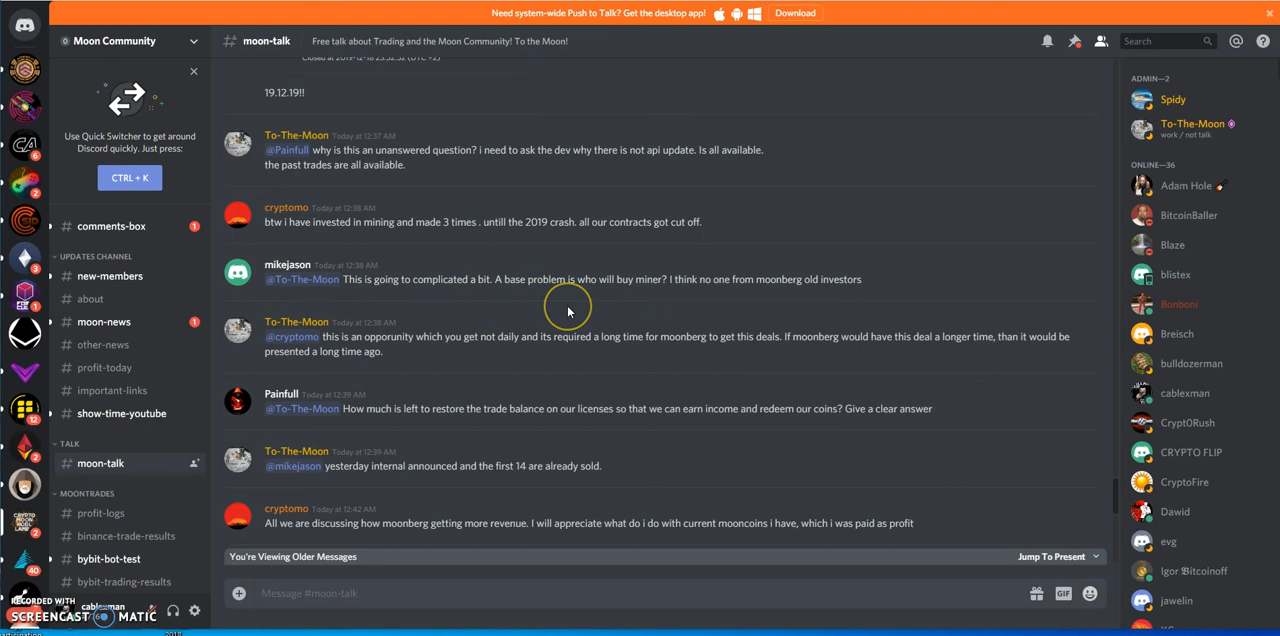 Need system-wide Push to Talk? Get the desktop app! Download
Moon Community
moon-talk Free talk about Trading and the Moon Community! To the Moon!
Search
Use Quick Switcher to get around
Discord quickly. Just press:
CTRL + K
comments-box 1
UPDATES CHANNEL
new-members
about
moon-news 1
other-news
profit-today
important-links
show-time-youtube
TALK
moon-talk
MOONTRADES
profit-logs
binance-trade-results
bybit-bot-test
bybit-trading-results
cablexman
RECORDED WITH
SCREENCAST MATIC
2018
6
2
3
1
12
2
2
40
19.12.19!!
To-The-Moon Today at 12:37 AM
@Painfull why is this an unanswered question? i need to ask the dev why there is not api update. Is all available.
the past trades are all available.
cryptomo Today at 12:38 AM
btw i have invested in mining and made 3 times . untill the 2019 crash. all our contracts got cut off.
mikejason Today at 12:38 AM
@To-The-Moon This is going to complicated a bit. A base problem is who will buy miner? I think no one from moonberg old investors
To-The-Moon Today at 12:38 AM
@cryptomo this is an opporunity which you get not daily and its required a long time for moonberg to get this deals. If moonberg would have this deal a longer time, than it would be
presented a long time ago.
Painfull Today at 12:39 AM
@To-The-Moon How much is left to restore the trade balance on our licenses so that we can earn income and redeem our coins? Give a clear answer
To-The-Moon Today at 12:39 AM
@mikejason yesterday internal announced and the first 14 are already sold.
cryptomo Today at 12:42 AM
All we are discussing how moonberg getting more revenue. I will appreciate what do i do with current mooncoins i have, which i was paid as profit
You're Viewing Older Messages Jump To Present
Message #moon-talk
GIF
ADMIN—2
Spidy
To-The-Moon
work / not talk
ONLINE—36
Adam Hole
BitcoinBaller
Blaze
blistex
Bonboni
Breisch
bulldozerman
cablexman
CryptORush
CRYPTO FLIP
CryptoFire
Dawid
evg
Igor Bitcoinoff
jawelin